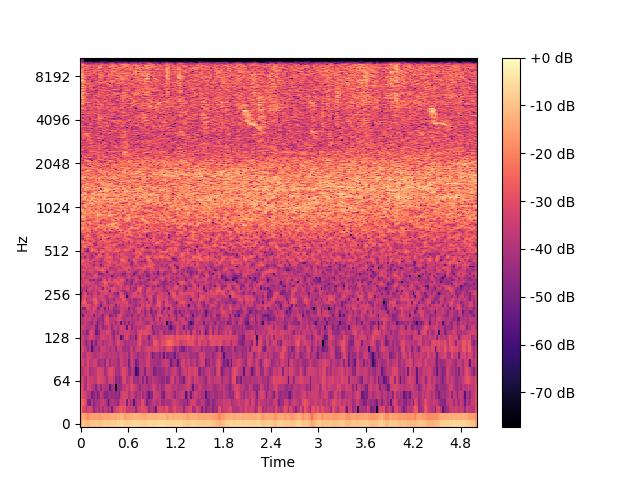 8192
4096
2048
1024
512
256
128
64
0
Hz
0 0.6 1.2 1.8 2.4 3 3.6 4.2 4.8
Time
+0 dB
-10 dB
-20 dB
-30 dB
-40 dB
-50 dB
-60 dB
-70 dB